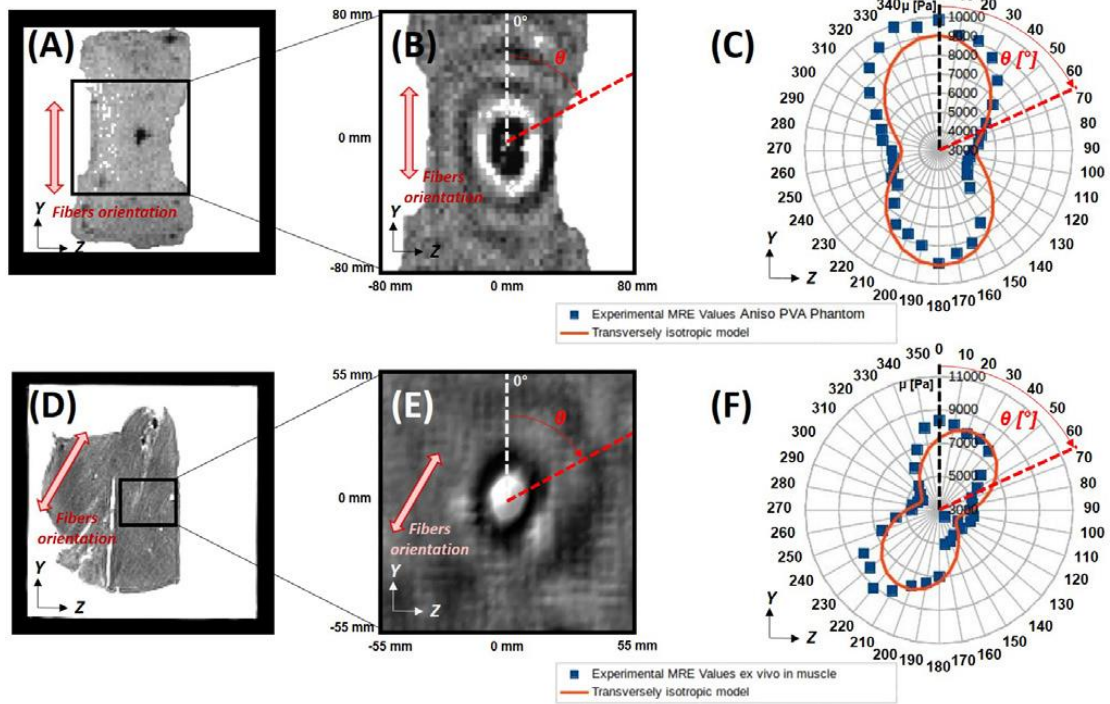 (A)
Fibers orientation
Y
Z
(B)
80 mm
0 mm
-80 mm
-80 mm
0 mm
80 mm
0°
θ
Fibers
orientation
Y
Z
(C)
μ [Pa]
θ [°]
10000
9000
8000
7000
6000
5000
4000
3000
20
30
40
50
60
70
80
90
100
110
120
130
140
150
160
170
180
190
200
210
220
230
240
250
260
270
280
290
300
310
320
330
340
Y
Z
Experimental MRE Values Aniso PVA Phantom
Transversely isotropic model
(D)
Fibers
orientation
Y
Z
(E)
55 mm
0 mm
-55 mm
-55 mm
0 mm
55 mm
0°
θ
Fibers
orientation
Y
Z
(F)
μ [Pa]
θ [°]
11000
9000
7000
5000
3000
0
10
20
30
40
50
60
70
80
90
100
110
120
130
140
150
160
170
180
190
200
210
220
230
240
250
260
270
280
290
300
310
320
330
340
350
Y
Z
Experimental MRE Values ex vivo in muscle
Transversely isotropic model